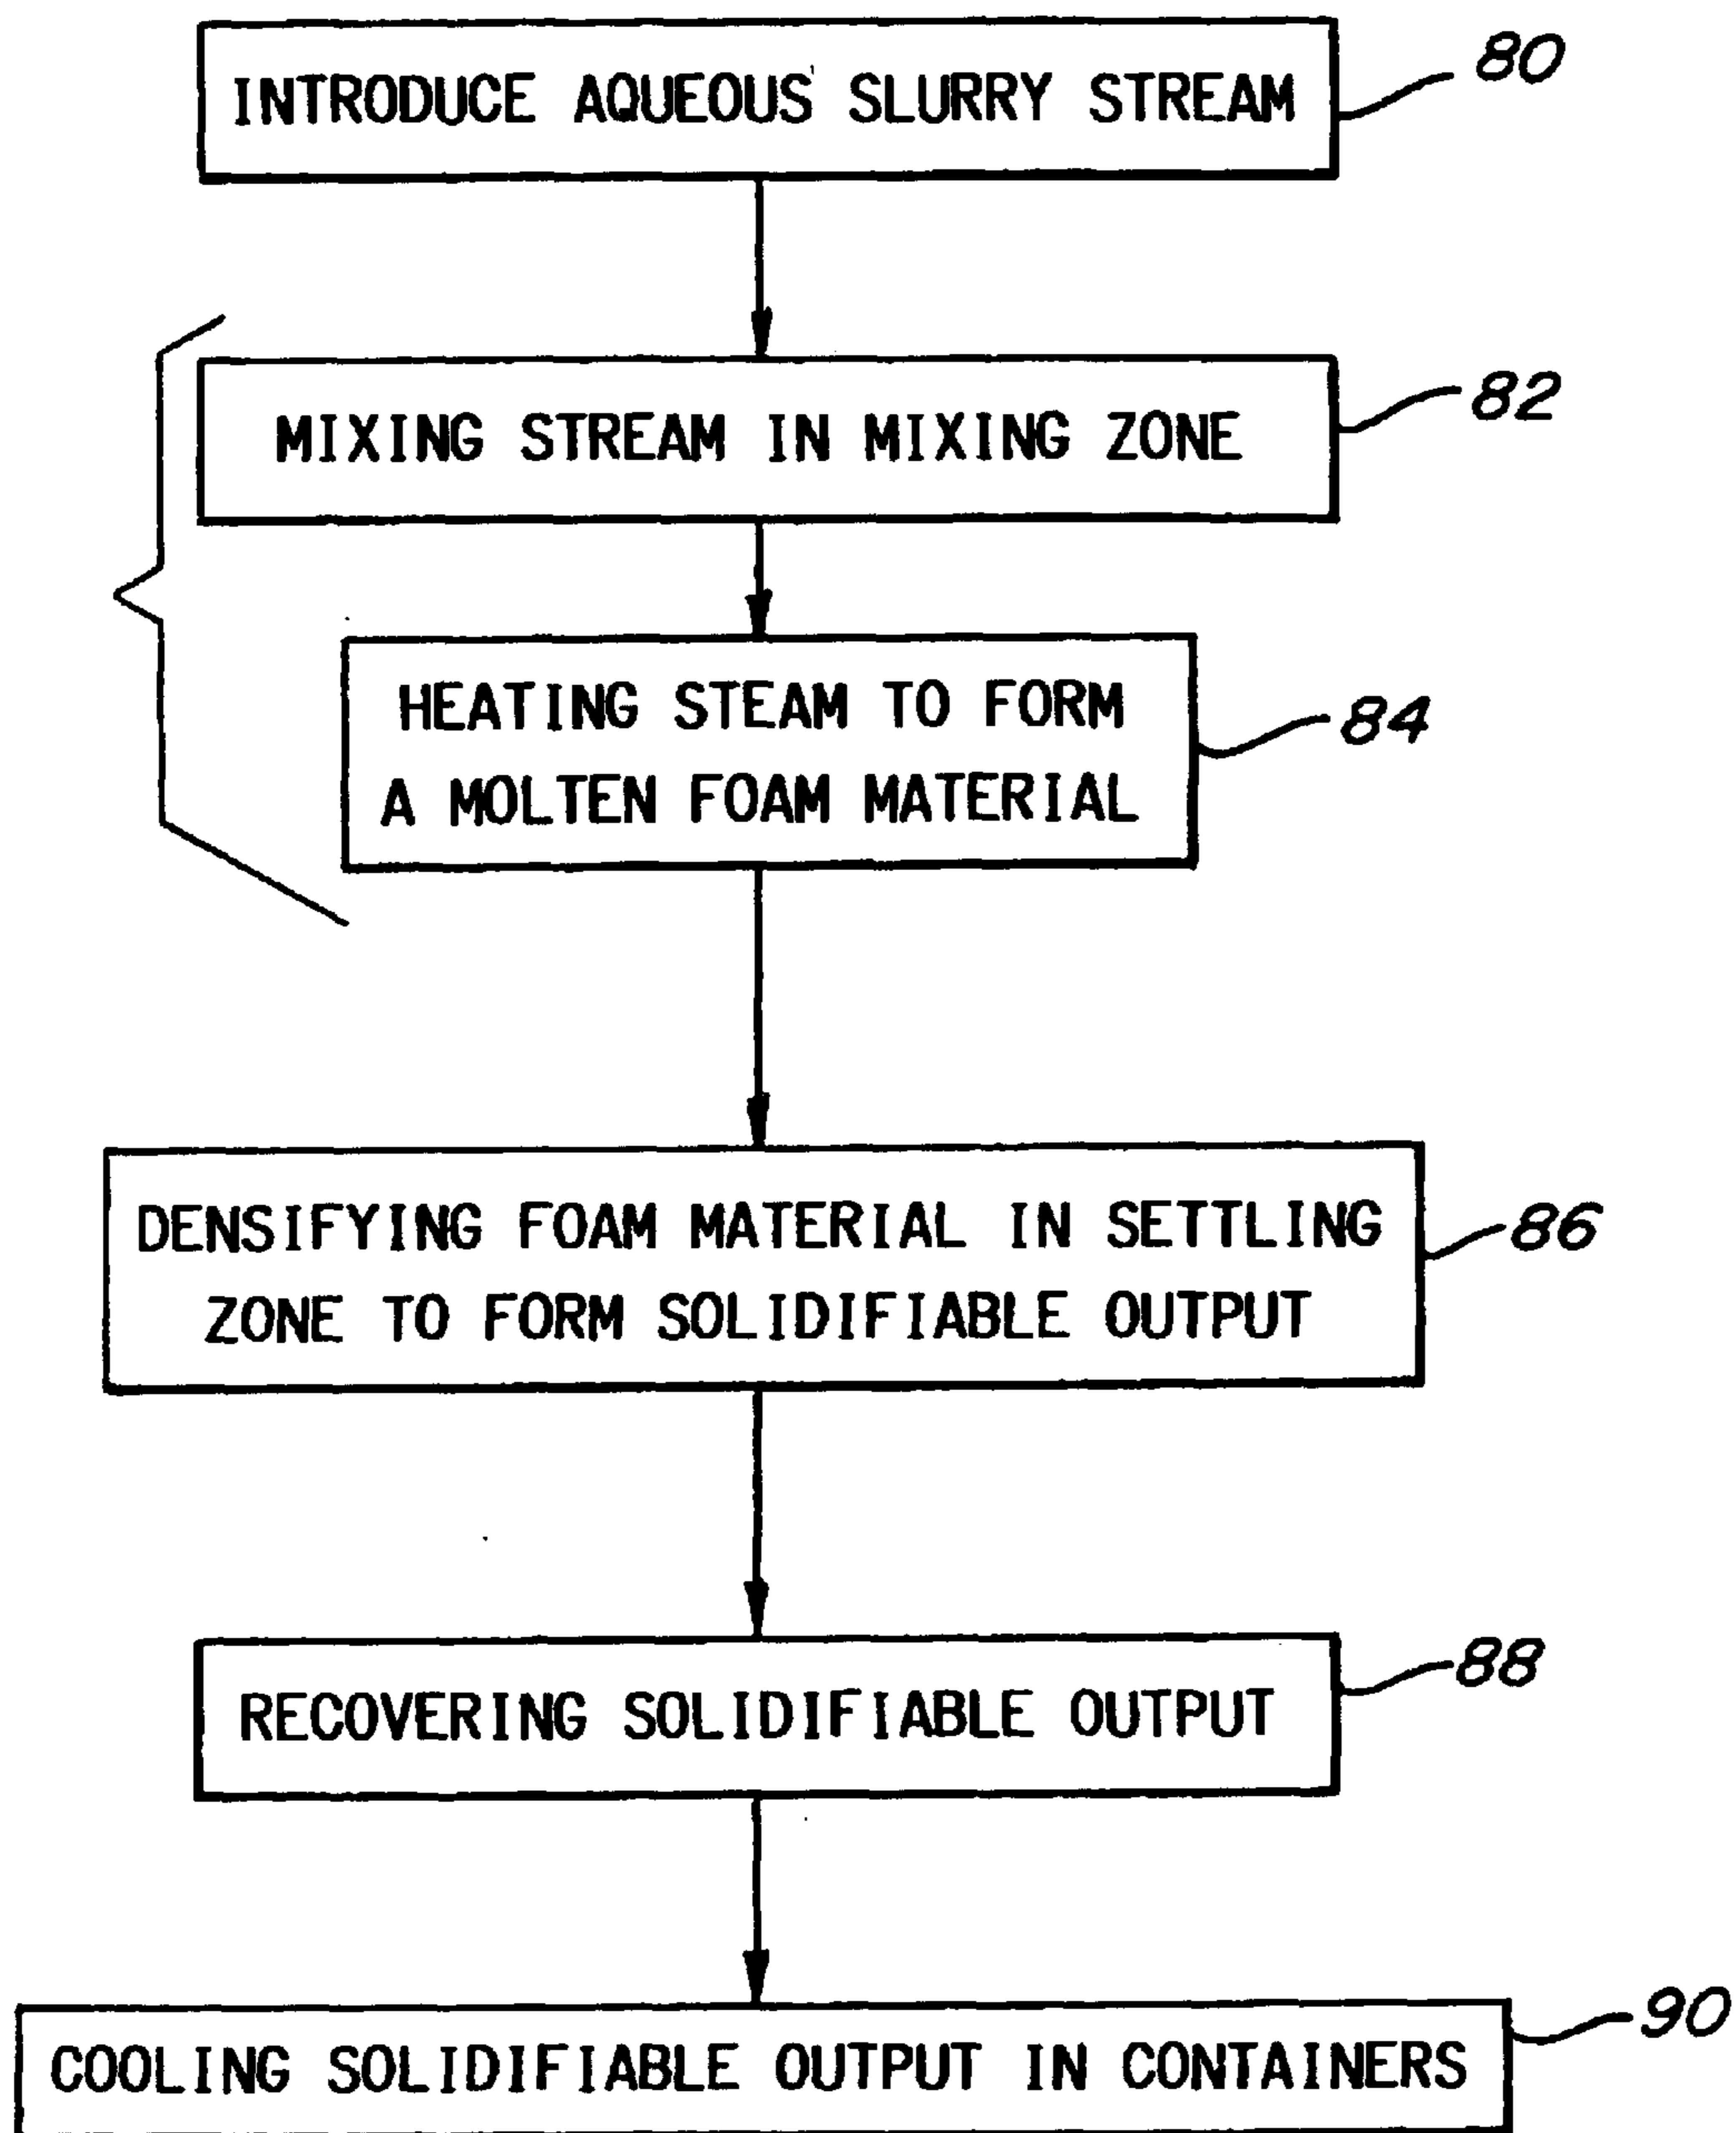 INTRODUCE AQUEOUS SLURRY STREAM
80
MIXING STREAM IN MIXING ZONE
82
HEATING STEAM TO FORM
A MOLTEN FOAM MATERIAL
84
DENSIFYING FOAM MATERIAL IN SETTLING
ZONE TO FORM SOLIDIFIABLE OUTPUT
86
RECOVERING SOLIDIFIABLE OUTPUT
88
COOLING SOLIDIFIABLE OUTPUT IN CONTAINERS
90